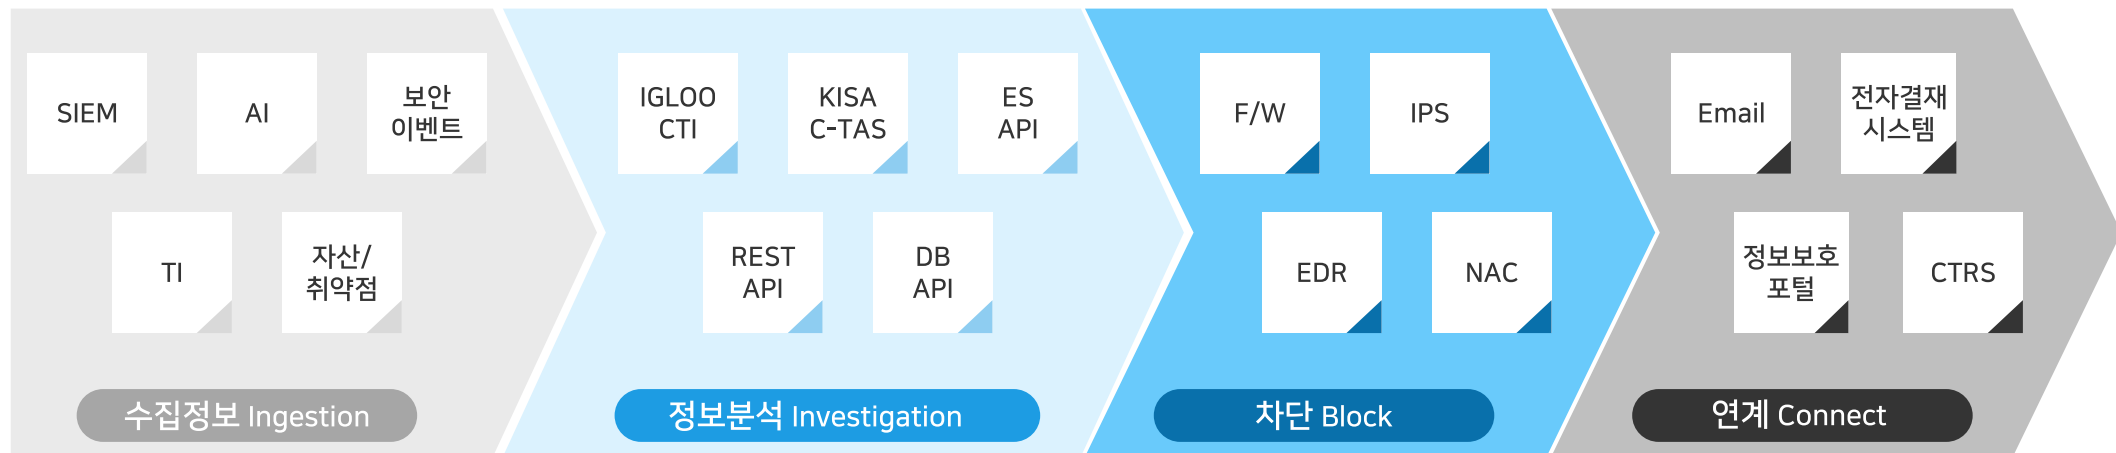 SIEM
AI
보안
이벤트
TI
자산/
취약점
수집정보 Ingestion
IGLOO
CTI
KISA
C-TAS
ES
API
REST
API
DB
API
정보분석 Investigation
F/W
IPS
EDR
NAC
차단 Block
Email
전자결재
시스템
정보보호
포털
CTRS
연계 Connect